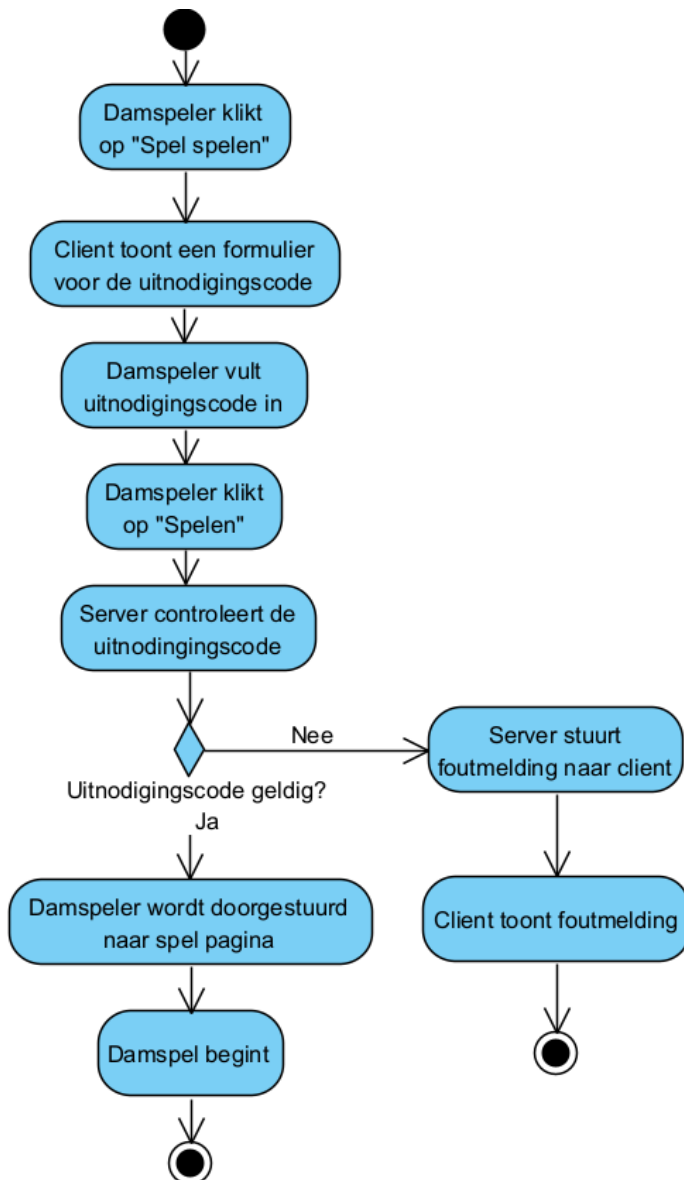 Damspeler klikt
op "Spel spelen"
Client toont een formulier
voor de uitnodigingscode
Damspeler vult
uitnodigingscode in
Damspeler klikt
op "Spelen"
Server controleert de
uitnodingingscode
Nee
Server stuurt
foutmelding naar client
Uitnodigingscode geldig?
Ja
Damspeler wordt doorgestuurd
naar spel pagina
Client toont foutmelding
Damspel begint